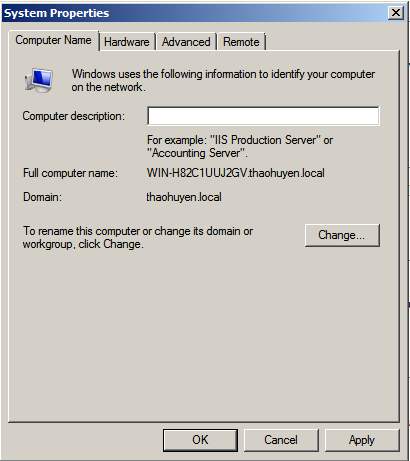 System Properties
Computer Name Hardware Advanced Remote
Windows uses the following information to identify your computer
on the network.
Computer description:
For example: "IIS Production Server" or
"Accounting Server".
Full computer name: WIN-H82C1UUJ2GV.thaohuyen.local
Domain: thaohuyen.local
To rename this computer or change its domain or
workgroup, click Change.
Change...
OK Cancel Apply